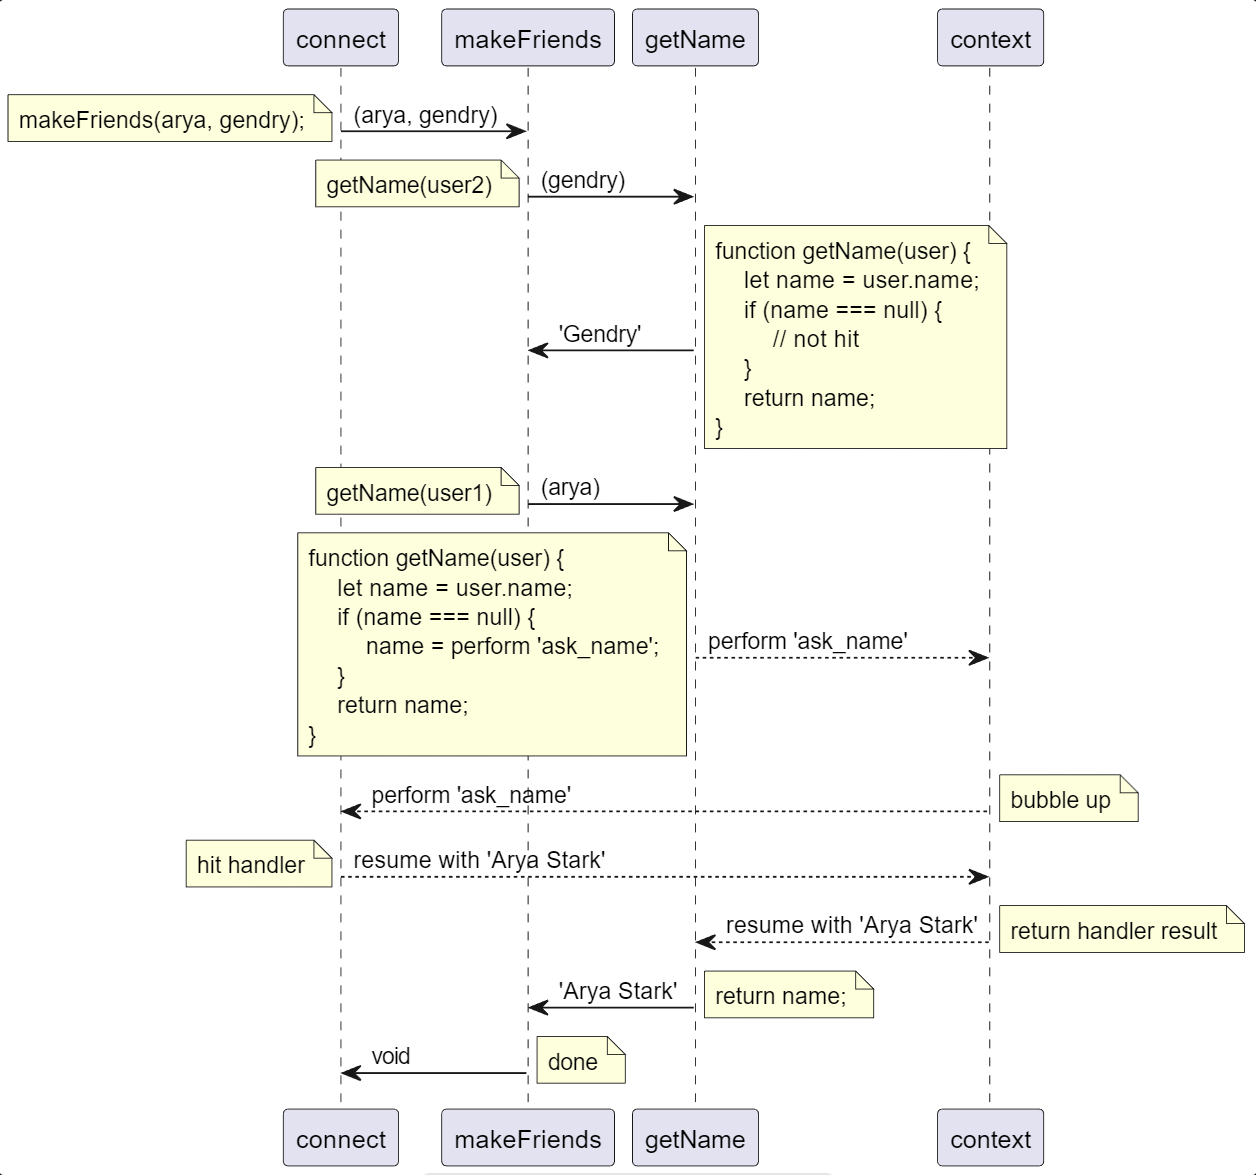 connect
makeFriends
getName
context
makeFriends(arya, gendry);
(arya, gendry)
getName(user2)
(gendry)
function getName(user) {
let name = user.name;
if (name === null) {
// not hit
}
return name;
}
'Gendry'
getName(user1)
(arya)
function getName(user) {
let name = user.name;
if (name === null) {
name = perform 'ask_name';
}
return name;
}
perform 'ask_name'
perform 'ask_name'
bubble up
hit handler
resume with 'Arya Stark'
resume with 'Arya Stark'
return handler result
'Arya Stark'
return name;
void
done
connect
makeFriends
getName
context